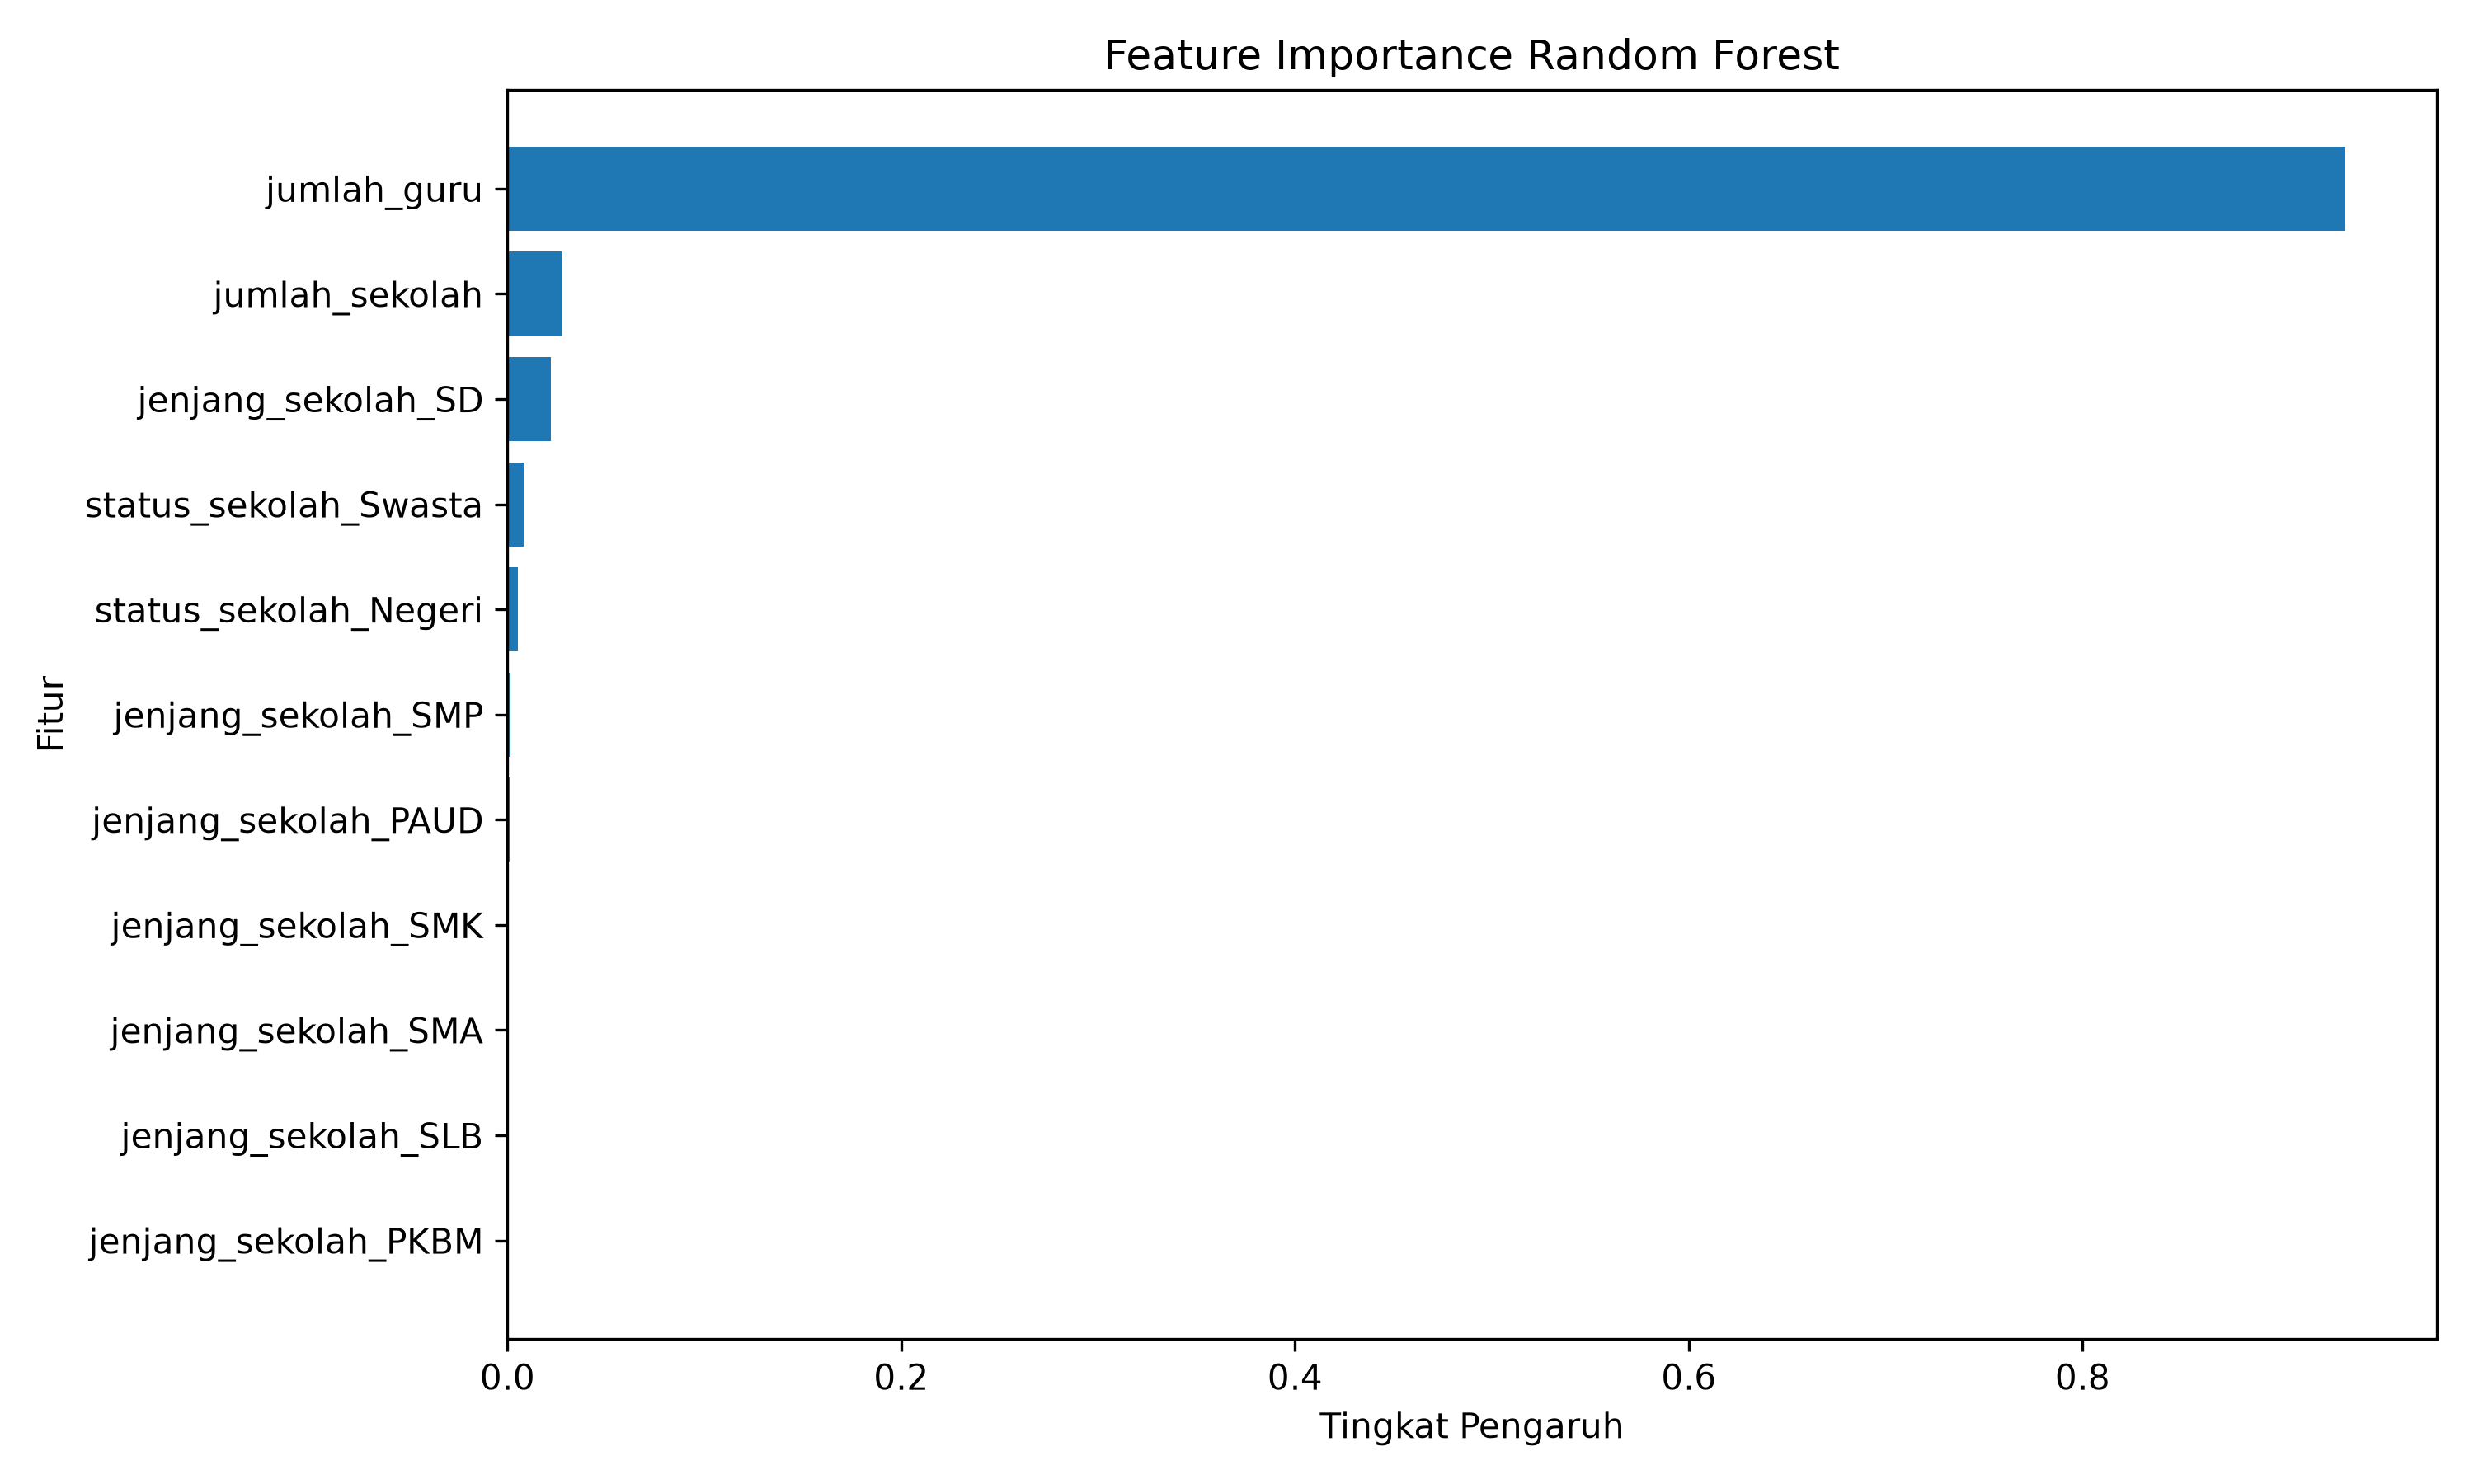 Feature Importance Random Forest
jumlah_guru
jumlah_sekolah
jenjang_sekolah_SD
status_sekolah_Swasta
status_sekolah_Negeri
jenjang_sekolah_SMP
jenjang_sekolah_PAUD
jenjang_sekolah_SMK
jenjang_sekolah_SMA
jenjang_sekolah_SLB
jenjang_sekolah_PKBM
Fitur
0.0 0.2 0.4 0.6 0.8
Tingkat Pengaruh